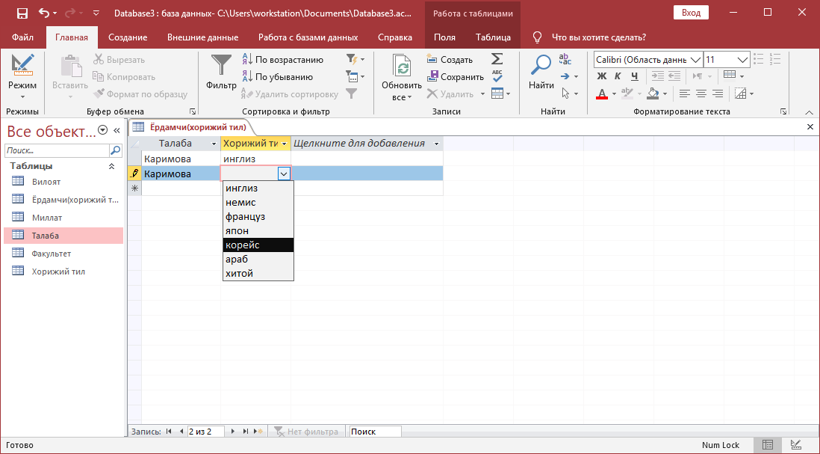 Database3 : база данных- C:\Users\workstation\Documents\Database3.ac...
Работа с таблицами
Вход
Файл
Главная
Создание
Внешние данные
Работа с базами данных
Справка
Поля
Таблица
Что вы хотите сделать?
Режим
Режимы
Вставить
Вырезать
Копировать
Формат по образцу
Буфер обмена
Фильтр
По возрастанию
По убыванию
Удалить сортировку
Сортировка и фильтр
Обновить все
Создать
Сохранить
Удалить
Записи
Найти
Найти
Calibri (Область данны
11
Ж К Ч
Форматирование текста
Все объект...
Поиск...
Таблицы
Вилоят
Ёрдамчи(хорижий т...
Миллат
Талаба
Факультет
Хорижий тил
Ёрдамчи(хорижий тил)
Талаба
Хорижий ти
Щелкните для добавления
Каримова
инглиз
Каримова
инглиз
немис
француз
япон
корейс
араб
хитой
Запись:
2 из 2
Нет фильтра
Поиск
Готово
Num Lock